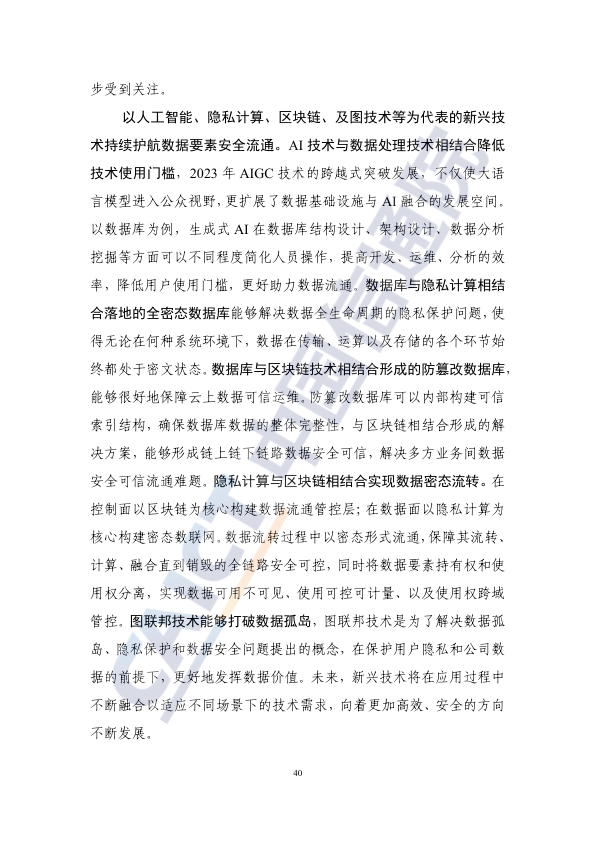 步受到关注。
以人工智能、隐私计算、区块链、及图技术等为代表的新兴技
术持续护航数据要素安全流通。AI 技术与数据处理技术相结合降低
技术使用门槛，2023 年 AIGC 技术的跨越式突破发展，不仅使大语
言模型进入公众视野，更扩展了数据基础设施与 AI 融合的发展空间。
以数据库为例，生成式 AI 在数据库结构设计、架构设计、数据分析
挖掘等方面可以不同程度简化人员操作，提高开发、运维、分析的效
率，降低用户使用门槛，更好助力数据流通。数据库与隐私计算相结
合落地的全密态数据库能够解决数据全生命周期的隐私保护问题，使
得无论在何种系统环境下，数据在传输、运算以及存储的各个环节始
终都处于密文状态。数据库与区块链技术相结合形成的防篡改数据库，
能够很好地保障云上数据可信运维。防篡改数据库可以内部构建可信
索引结构，确保数据库数据的整体完整性，与区块链相结合形成的解
决方案，能够形成链上链下链路数据安全可信，解决多方业务间数据
安全可信流通难题。隐私计算与区块链相结合实现数据密态流转。在
控制面以区块链为核心构建数据流通管控层；在数据面以隐私计算为
核心构建密态数联网。数据流转过程中以密态形式流通，保障其流转、
计算、融合直到销毁的全链路安全可控，同时将数据要素持有权和使
用权分离，实现数据可用不可见、使用可控可计量、以及使用权跨域
管控。图联邦技术能够打破数据孤岛，图联邦技术是为了解决数据孤
岛、隐私保护和数据安全问题提出的概念，在保护用户隐私和公司数
据的前提下，更好地发挥数据价值。未来，新兴技术将在应用过程中
不断融合以适应不同场景下的技术需求，向着更加高效、安全的方向
不断发展。
40
CAICT 中国信通院